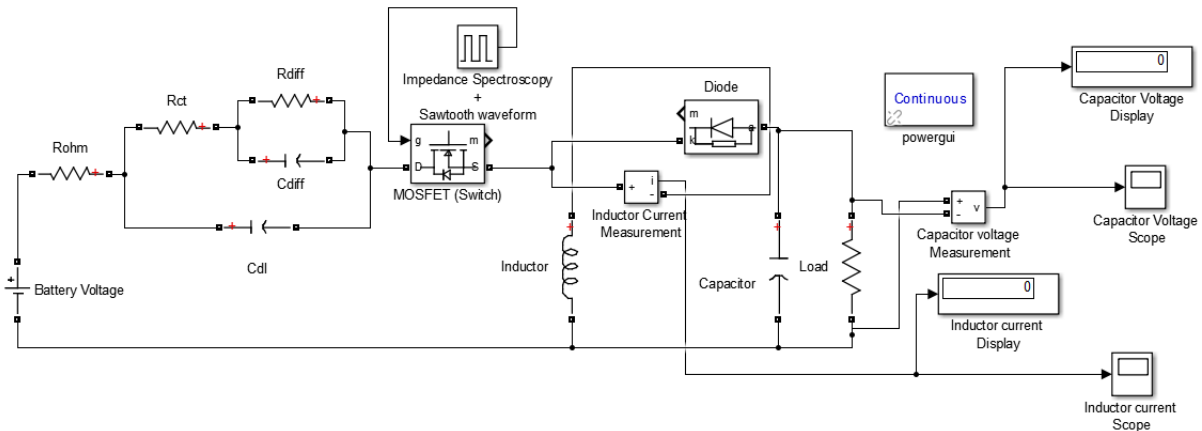 Impedance Spectroscopy
+
Sawtooth waveform
Rdiff
Rct
Cdiff
Rohm
Cdl
+
Battery Voltage
g
m
D
S
MOSFET (Switch)
Diode
m
k
a
+
i
-
Inductor Current
Measurement
Inductor
Capacitor
Load
Continuous
powergui
+
-
v
Capacitor voltage
Measurement
0
Capacitor Voltage
Display
Capacitor Voltage
Scope
0
Inductor current
Display
Inductor current
Scope